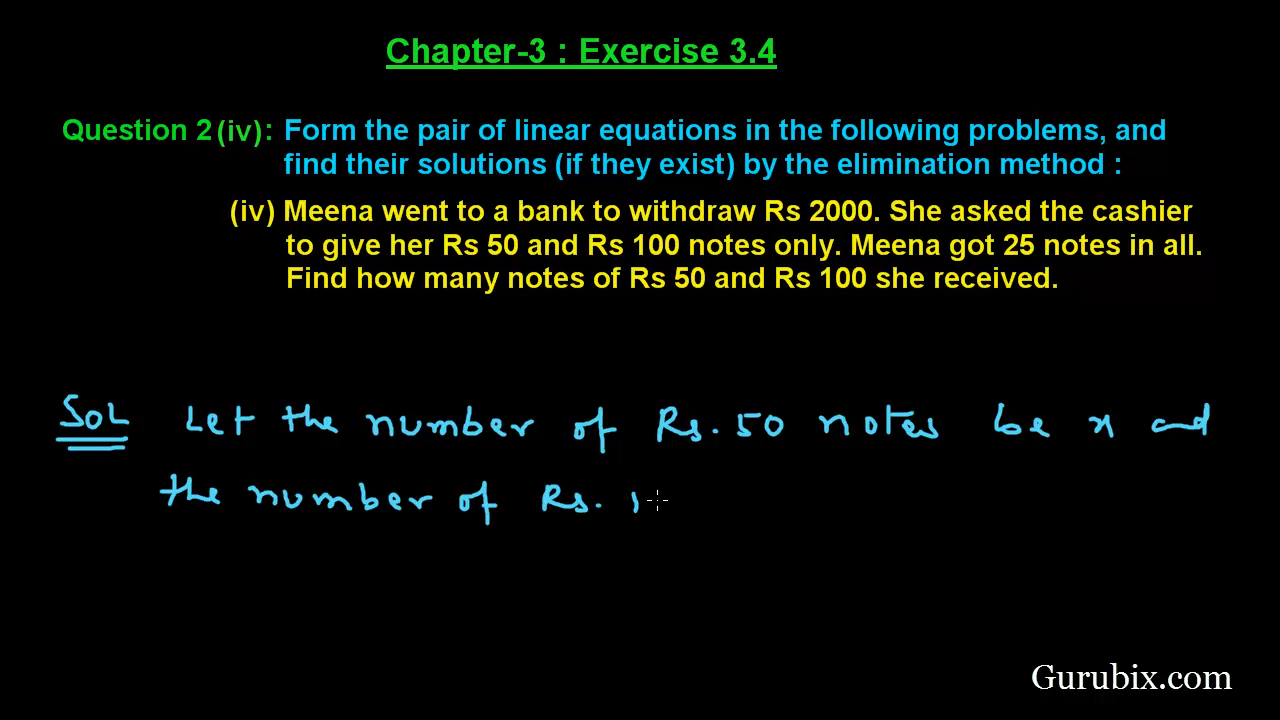 Chapter-3 : Exercise 3.4
Question 2 (iv): Form the pair of linear equations in the following problems, and
find their solutions (if they exist) by the elimination method :
(iv) Meena went to a bank to withdraw Rs 2000. She asked the cashier
to give her Rs 50 and Rs 100 notes only. Meena got 25 notes in all.
Find how many notes of Rs 50 and Rs 100 she received.
SOL Let the number of Rs. 50 notes be x and
the number of Rs. 1
Gurubix.com